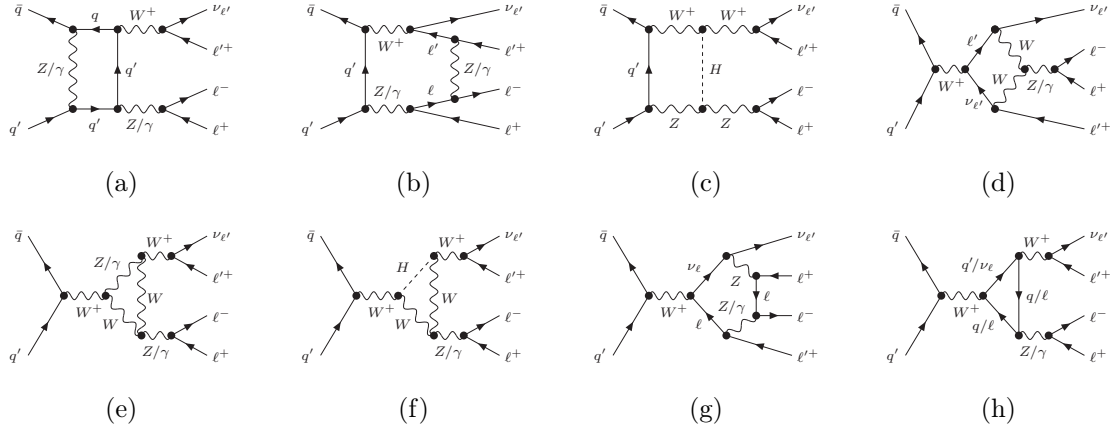 q̄
q
W⁺
ν_ℓ′
ℓ′⁺
Z/γ
q′
ℓ⁻
q′
q′
Z/γ
ℓ⁺
(a)
q̄
W⁺
ℓ′
ν_ℓ′
ℓ′⁺
q′
Z/γ
Z/γ
ℓ
ℓ⁻
q′
ℓ⁺
(b)
q̄
W⁺
W⁺
ν_ℓ′
ℓ′⁺
q′
H
ℓ⁻
q′
Z
Z
ℓ⁺
(c)
q̄
ν_ℓ′
ℓ′
W
ℓ⁻
W⁺
W
Z/γ
ℓ⁺
ν_ℓ′
q′
ℓ′⁺
(d)
q̄
W⁺
ν_ℓ′
Z/γ
ℓ′⁺
W⁺
W
W
ℓ⁻
q′
Z/γ
ℓ⁺
(e)
q̄
W⁺
ν_ℓ′
H
ℓ′⁺
W⁺
W
W
ℓ⁻
q′
Z/γ
ℓ⁺
(f)
q̄
ν_ℓ′
ν_ℓ
Z
ℓ⁺
W⁺
Z/γ
ℓ
ℓ
ℓ⁻
q′
ℓ′⁺
(g)
q̄
W⁺
ν_ℓ′
q′/ν_ℓ
ℓ′⁺
W⁺
q/ℓ
q/ℓ
ℓ⁻
q′
Z/γ
ℓ⁺
(h)